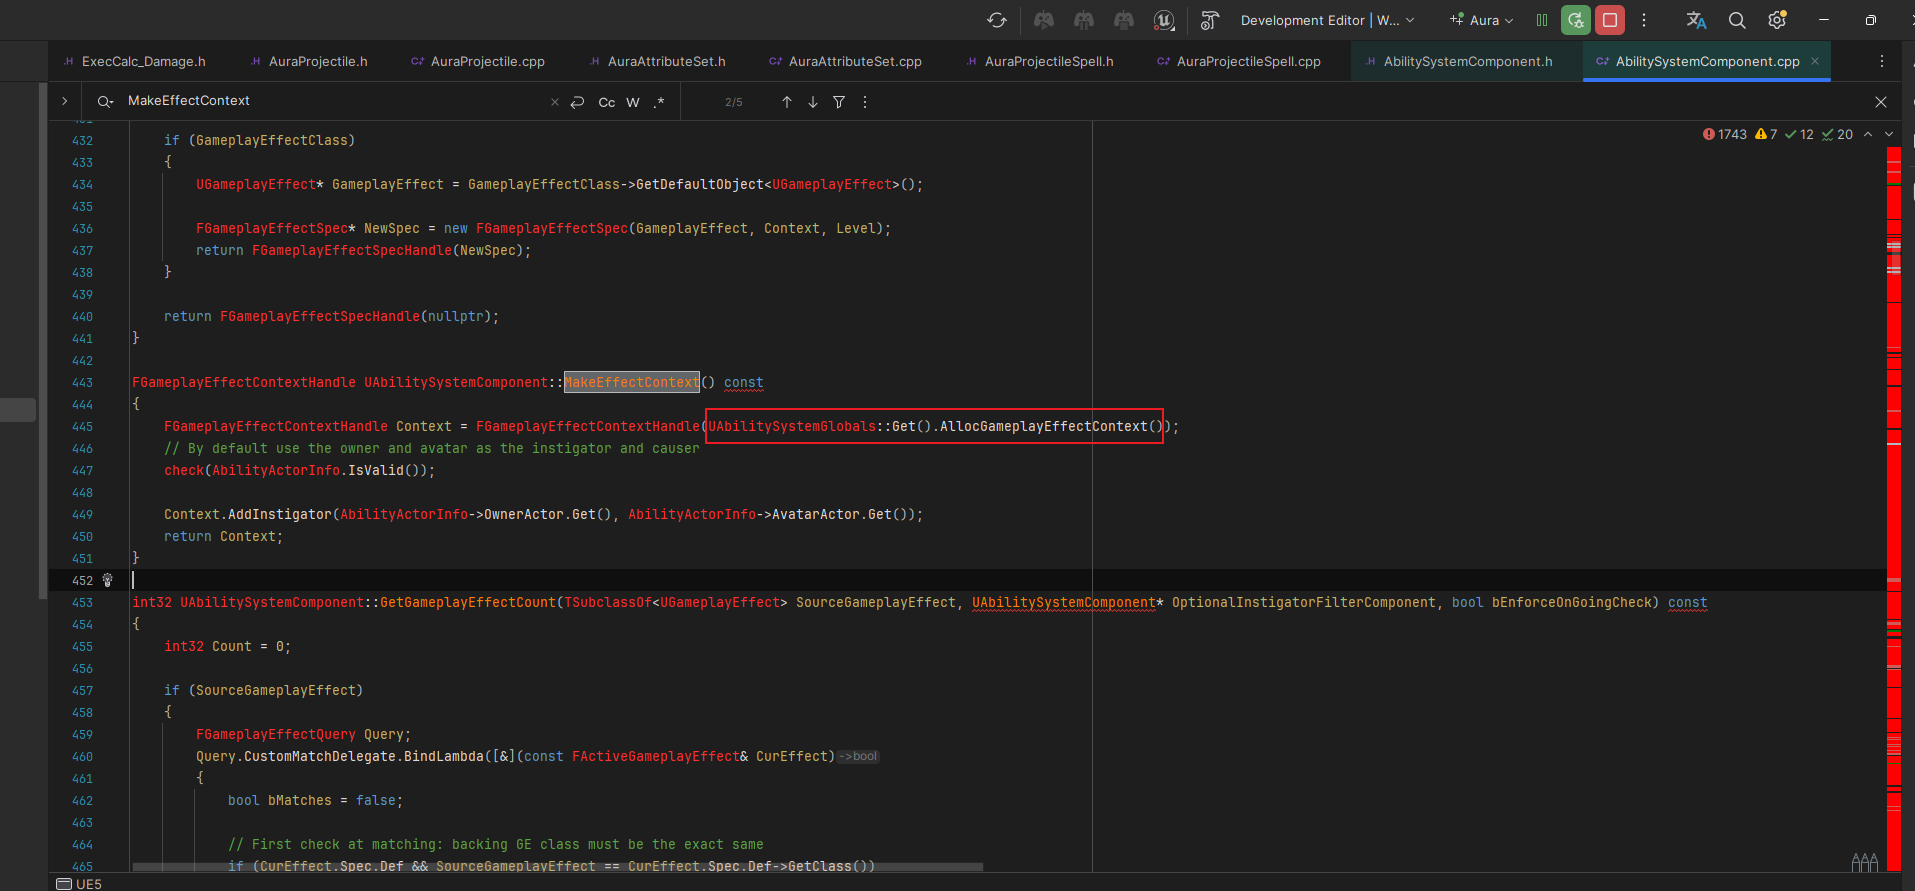 Development Editor | W...
Aura
.H ExecCalc_Damage.h
.H AuraProjectile.h
C++ AuraProjectile.cpp
.H AuraAttributeSet.h
C++ AuraAttributeSet.cpp
.H AuraProjectileSpell.h
C++ AuraProjectileSpell.cpp
.H AbilitySystemComponent.h
C++ AbilitySystemComponent.cpp
MakeEffectContext
Cc W .*
2/5
1743 7 12 20
432 if (GameplayEffectClass)
433 {
434 UGameplayEffect* GameplayEffect = GameplayEffectClass->GetDefaultObject<UGameplayEffect>();
435
436 FGameplayEffectSpec* NewSpec = new FGameplayEffectSpec(GameplayEffect, Context, Level);
437 return FGameplayEffectSpecHandle(NewSpec);
438 }
439
440 return FGameplayEffectSpecHandle(nullptr);
441 }
442
443 FGameplayEffectContextHandle UAbilitySystemComponent::MakeEffectContext() const
444 {
445 FGameplayEffectContextHandle Context = FGameplayEffectContextHandle(UAbilitySystemGlobals::Get().AllocGameplayEffectContext());
446 // By default use the owner and avatar as the instigator and causer
447 check(AbilityActorInfo.IsValid());
448
449 Context.AddInstigator(AbilityActorInfo->OwnerActor.Get(), AbilityActorInfo->AvatarActor.Get());
450 return Context;
451 }
452
453 int32 UAbilitySystemComponent::GetGameplayEffectCount(TSubclassOf<UGameplayEffect> SourceGameplayEffect, UAbilitySystemComponent* OptionalInstigatorFilterComponent, bool bEnforceOnGoingCheck) const
454 {
455 int32 Count = 0;
456
457 if (SourceGameplayEffect)
458 {
459 FGameplayEffectQuery Query;
460 Query.CustomMatchDelegate.BindLambda([&](const FActiveGameplayEffect& CurEffect) ->bool
461 {
462 bool bMatches = false;
463
464 // First check at matching: backing GE class must be the exact same
465 if (CurEffect.Spec.Def && SourceGameplayEffect == CurEffect.Spec.Def->GetClass())
UE5